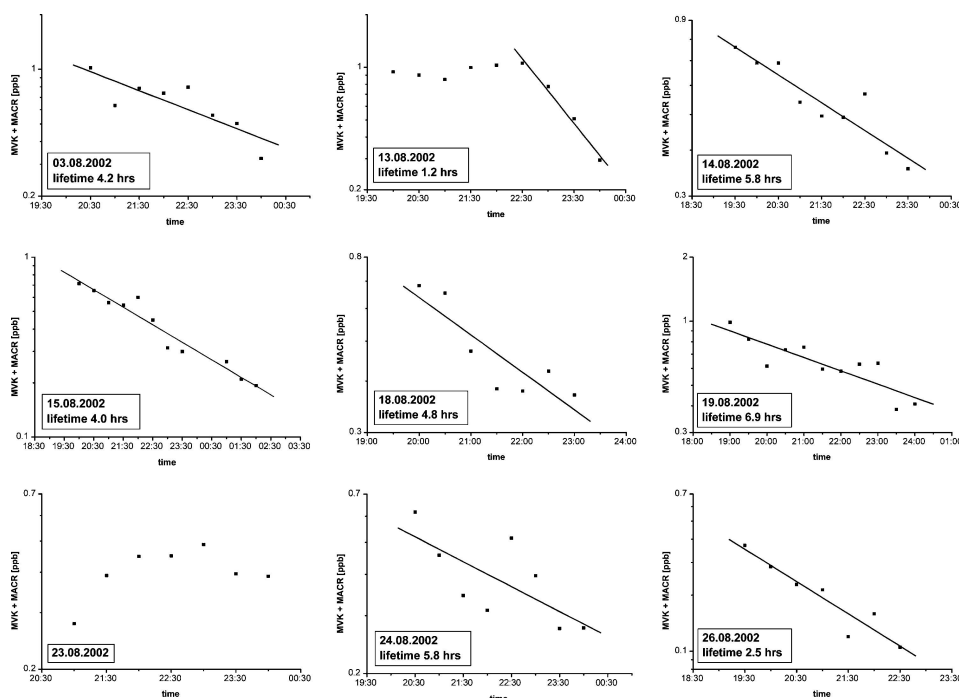 MVK + MACR [ppb]
1
0.2
03.08.2002
lifetime 4.2 hrs
19:30 20:30 21:30 22:30 23:30 00:30
time
MVK + MACR [ppb]
1
0.2
13.08.2002
lifetime 1.2 hrs
19:30 20:30 21:30 22:30 23:30 00:30
time
MVK + MACR [ppb]
0.9
0.3
14.08.2002
lifetime 5.8 hrs
18:30 19:30 20:30 21:30 22:30 23:30 00:30
time
MVK + MACR [ppb]
1
0.1
15.08.2002
lifetime 4.0 hrs
18:30 19:30 20:30 21:30 22:30 23:30 00:30 01:30 02:30 03:30
time
MVK + MACR [ppb]
0.8
0.3
18.08.2002
lifetime 4.8 hrs
19:00 20:00 21:00 22:00 23:00 24:00
time
MVK + MACR [ppb]
2
1
0.3
19.08.2002
lifetime 6.9 hrs
18:00 19:00 20:00 21:00 22:00 23:00 24:00 01:00
time
MVK + MACR [ppb]
0.7
0.2
23.08.2002
20:30 21:30 22:30 23:30 00:30
time
MVK + MACR [ppb]
0.7
0.2
24.08.2002
lifetime 5.8 hrs
19:30 20:30 21:30 22:30 23:30 00:30
time
MVK + MACR [ppb]
0.7
0.1
26.08.2002
lifetime 2.5 hrs
18:30 19:30 20:30 21:30 22:30 23:30
time